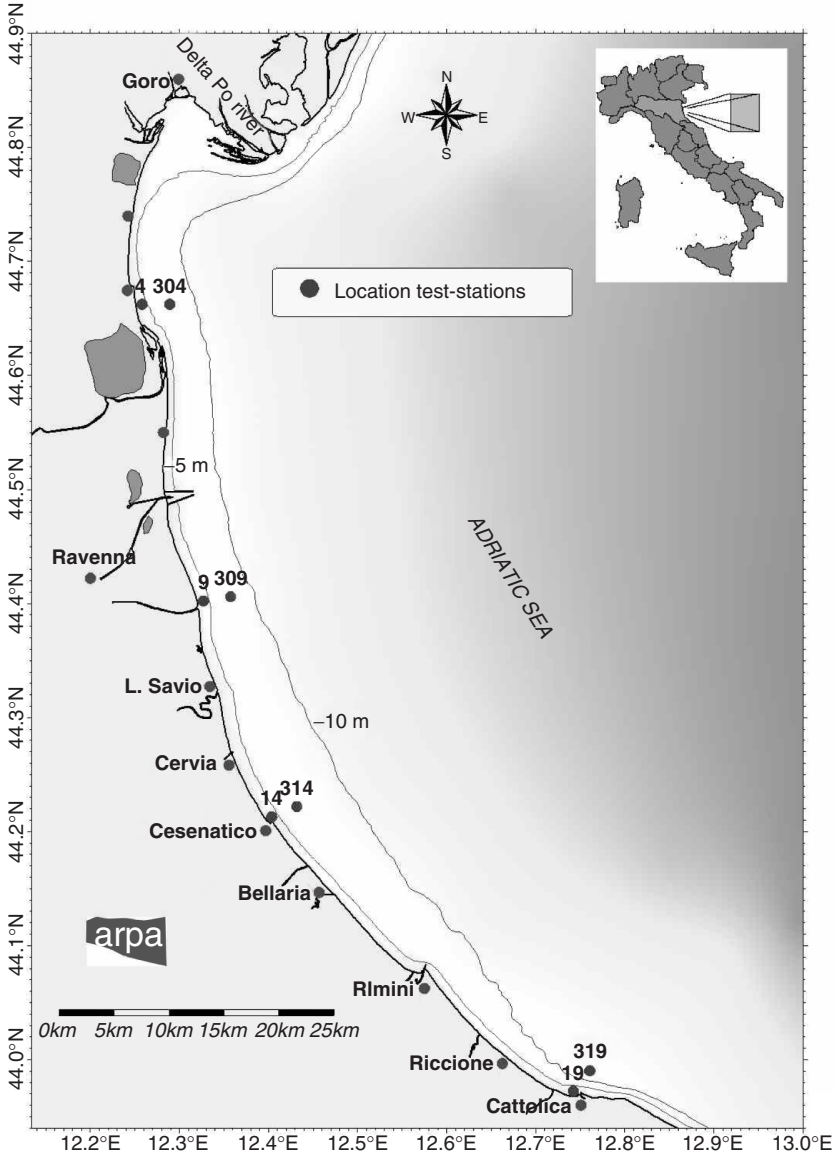 44.9°N
44.8°N
44.7°N
44.6°N
44.5°N
44.4°N
44.3°N
44.2°N
44.1°N
44.0°N
Goro
Delta Po river
N
W E
S
4 304
Location test-stations
–5 m
Ravenna
9 309
ADRIATIC SEA
L. Savio
–10 m
Cervia
14 314
Cesenatico
Bellaria
arpa
RImini
0km 5km 10km 15km 20km 25km
Riccione
319
19
Cattolica
12.2°E 12.3°E 12.4°E 12.5°E 12.6°E 12.7°E 12.8°E 12.9°E 13.0°E